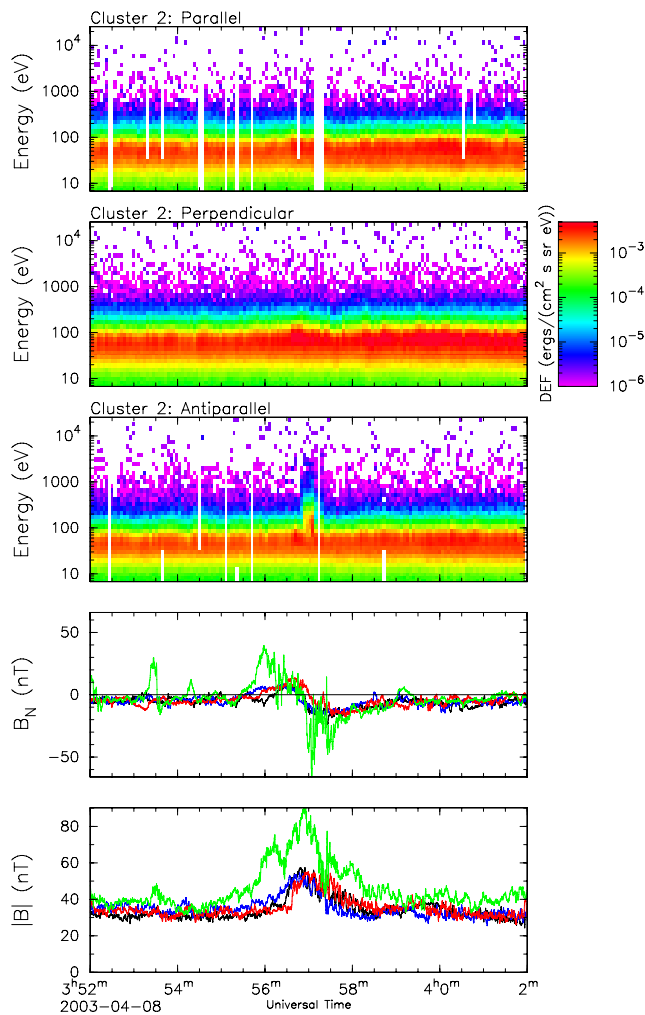 Cluster 2: Parallel
Energy (eV)
10⁴
1000
100
10
Cluster 2: Perpendicular
Energy (eV)
10⁴
1000
100
10
DEF (ergs/(cm² s sr eV))
10⁻³
10⁻⁴
10⁻⁵
10⁻⁶
Cluster 2: Antiparallel
Energy (eV)
10⁴
1000
100
10
B_N (nT)
50
0
−50
|B| (nT)
80
60
40
20
0
3ʰ52ᵐ 54ᵐ 56ᵐ 58ᵐ 4ʰ0ᵐ 2ᵐ
2003−04−08 Universal Time